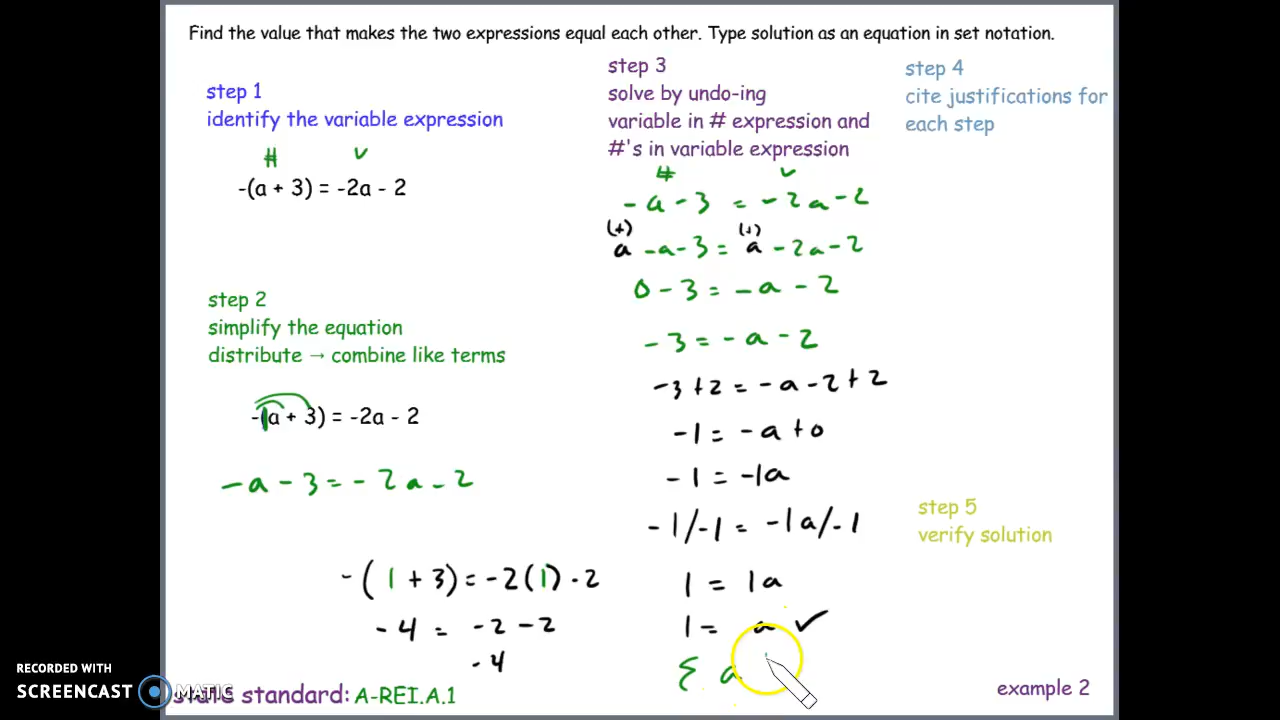 Find the value that makes the two expressions equal each other. Type solution as an equation in set notation.
step 1
identify the variable expression
# v
-(a + 3) = -2a - 2
step 2
simplify the equation
distribute → combine like terms
-(a + 3) = -2a - 2
-a - 3 = - 2a - 2
-( 1 + 3) = -2(1) - 2
- 4 = - 2 - 2
- 4
step 3
solve by undo-ing
variable in # expression and
#'s in variable expression
# v
- a - 3 = - 2a - 2
(+) (+)
a - a - 3 = a - 2a - 2
0 - 3 = - a - 2
- 3 = - a - 2
-3 + 2 = - a - 2 + 2
-1 = - a + 0
- 1 = -1a
- 1/-1 = -1a/-1
1 = 1a
1 = a ✓
{ a
step 4
cite justifications for
each step
step 5
verify solution
RECORDED WITH
SCREENCAST MATIC
standard: A-REI.A.1
example 2